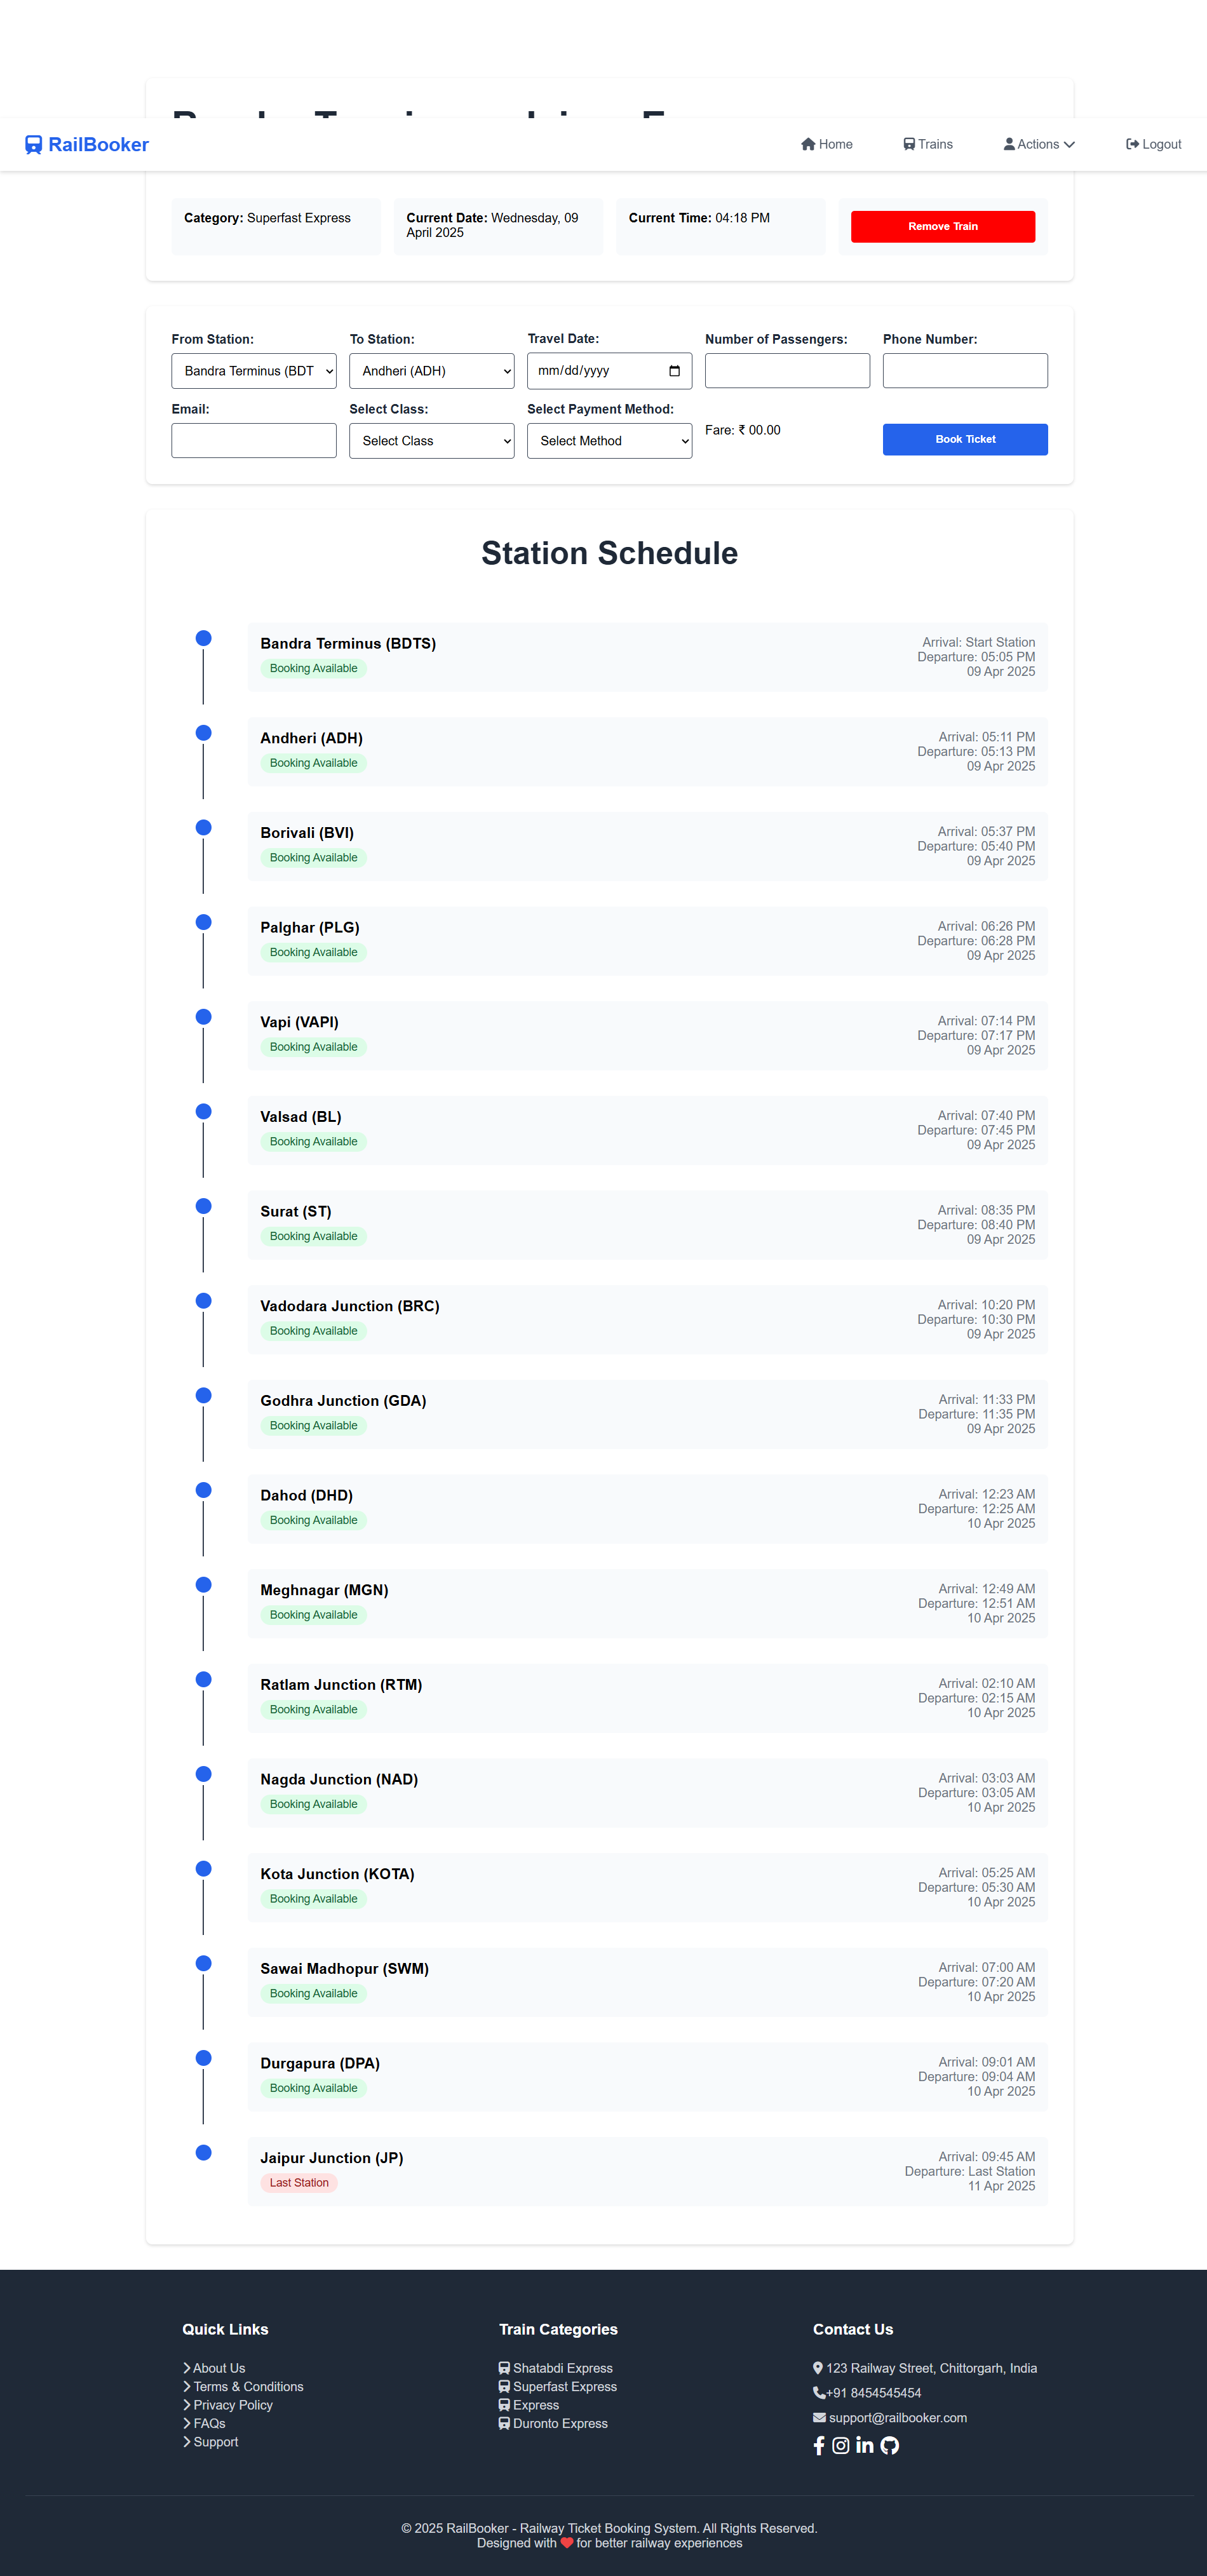 RailBooker
Home
Trains
Actions
Logout
Category: Superfast Express
Current Date: Wednesday, 09
April 2025
Current Time: 04:18 PM
Remove Train
From Station:
To Station:
Travel Date:
Number of Passengers:
Phone Number:
Bandra Terminus (BDT
Andheri (ADH)
mm/dd/yyyy
Email:
Select Class:
Select Payment Method:
Select Class
Select Method
Fare: ₹ 00.00
Book Ticket
Station Schedule
Bandra Terminus (BDTS)
Booking Available
Arrival: Start Station
Departure: 05:05 PM
09 Apr 2025
Andheri (ADH)
Booking Available
Arrival: 05:11 PM
Departure: 05:13 PM
09 Apr 2025
Borivali (BVI)
Booking Available
Arrival: 05:37 PM
Departure: 05:40 PM
09 Apr 2025
Palghar (PLG)
Booking Available
Arrival: 06:26 PM
Departure: 06:28 PM
09 Apr 2025
Vapi (VAPI)
Booking Available
Arrival: 07:14 PM
Departure: 07:17 PM
09 Apr 2025
Valsad (BL)
Booking Available
Arrival: 07:40 PM
Departure: 07:45 PM
09 Apr 2025
Surat (ST)
Booking Available
Arrival: 08:35 PM
Departure: 08:40 PM
09 Apr 2025
Vadodara Junction (BRC)
Booking Available
Arrival: 10:20 PM
Departure: 10:30 PM
09 Apr 2025
Godhra Junction (GDA)
Booking Available
Arrival: 11:33 PM
Departure: 11:35 PM
09 Apr 2025
Dahod (DHD)
Booking Available
Arrival: 12:23 AM
Departure: 12:25 AM
10 Apr 2025
Meghnagar (MGN)
Booking Available
Arrival: 12:49 AM
Departure: 12:51 AM
10 Apr 2025
Ratlam Junction (RTM)
Booking Available
Arrival: 02:10 AM
Departure: 02:15 AM
10 Apr 2025
Nagda Junction (NAD)
Booking Available
Arrival: 03:03 AM
Departure: 03:05 AM
10 Apr 2025
Kota Junction (KOTA)
Booking Available
Arrival: 05:25 AM
Departure: 05:30 AM
10 Apr 2025
Sawai Madhopur (SWM)
Booking Available
Arrival: 07:00 AM
Departure: 07:20 AM
10 Apr 2025
Durgapura (DPA)
Booking Available
Arrival: 09:01 AM
Departure: 09:04 AM
10 Apr 2025
Jaipur Junction (JP)
Last Station
Arrival: 09:45 AM
Departure: Last Station
11 Apr 2025
Quick Links
About Us
Terms & Conditions
Privacy Policy
FAQs
Support
Train Categories
Shatabdi Express
Superfast Express
Express
Duronto Express
Contact Us
123 Railway Street, Chittorgarh, India
+91 8454545454
support@railbooker.com
© 2025 RailBooker - Railway Ticket Booking System. All Rights Reserved.
Designed with ❤ for better railway experiences